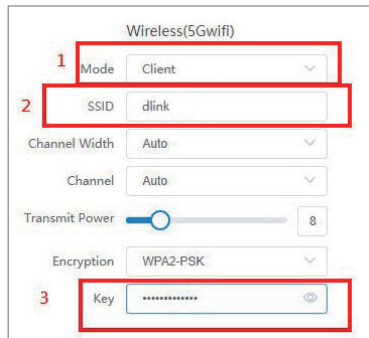 Wireless(5Gwifi)
1 Mode Client
2 SSID dlink
Channel Width Auto
Channel Auto
Transmit Power 8
Encryption WPA2-PSK
3 Key •••••••••••••